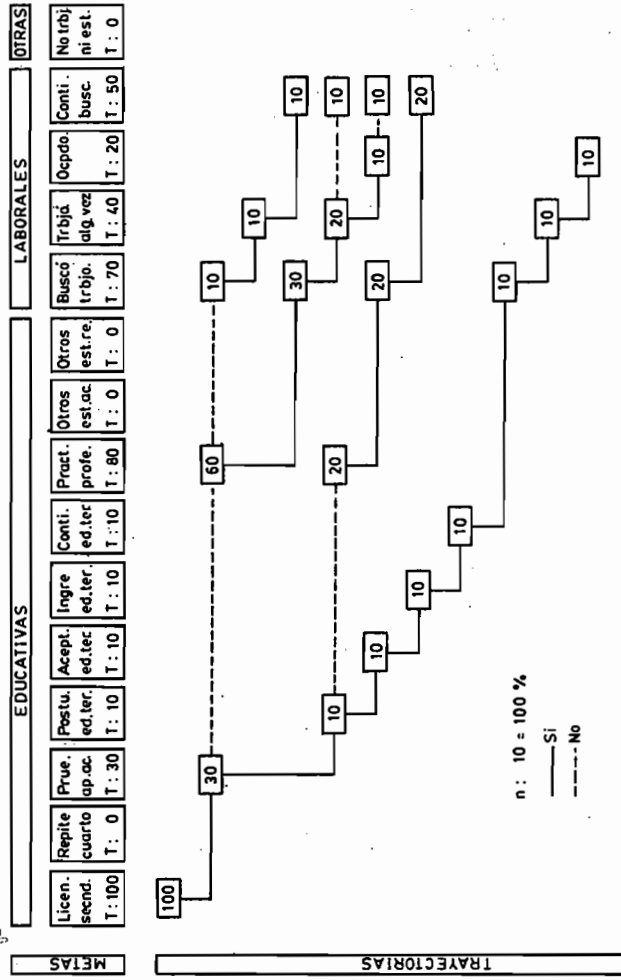 METAS
EDUCATIVAS
LABORALES
OTRAS
Licen.
secnd.
T:100
Repite
cuarto
T: 0
Prue.
ap.ac.
T: 30
Postu.
ed.ter.
T: 10
Acept.
ed.tec.
T: 10
Ingre
ed.ter.
T: 10
Conti.
ed.ter.
T: 10
Pract.
profe.
T: 80
Otros
est.ac.
T: 0
Otros
est.re.
T: 0
Buscó
trbjo.
T: 70
Trbjá
alg.vez
T: 40
Ocpdo.
T: 20
Conti.
busc.
T: 50
No trbj.
ni est.
T: 0
TRAYECTORIAS
100
30
60
10
10
10
30
20
10
10
10
10
20
20
20
10
10
10
10
10
10
n: 10 = 100 %
Si
No